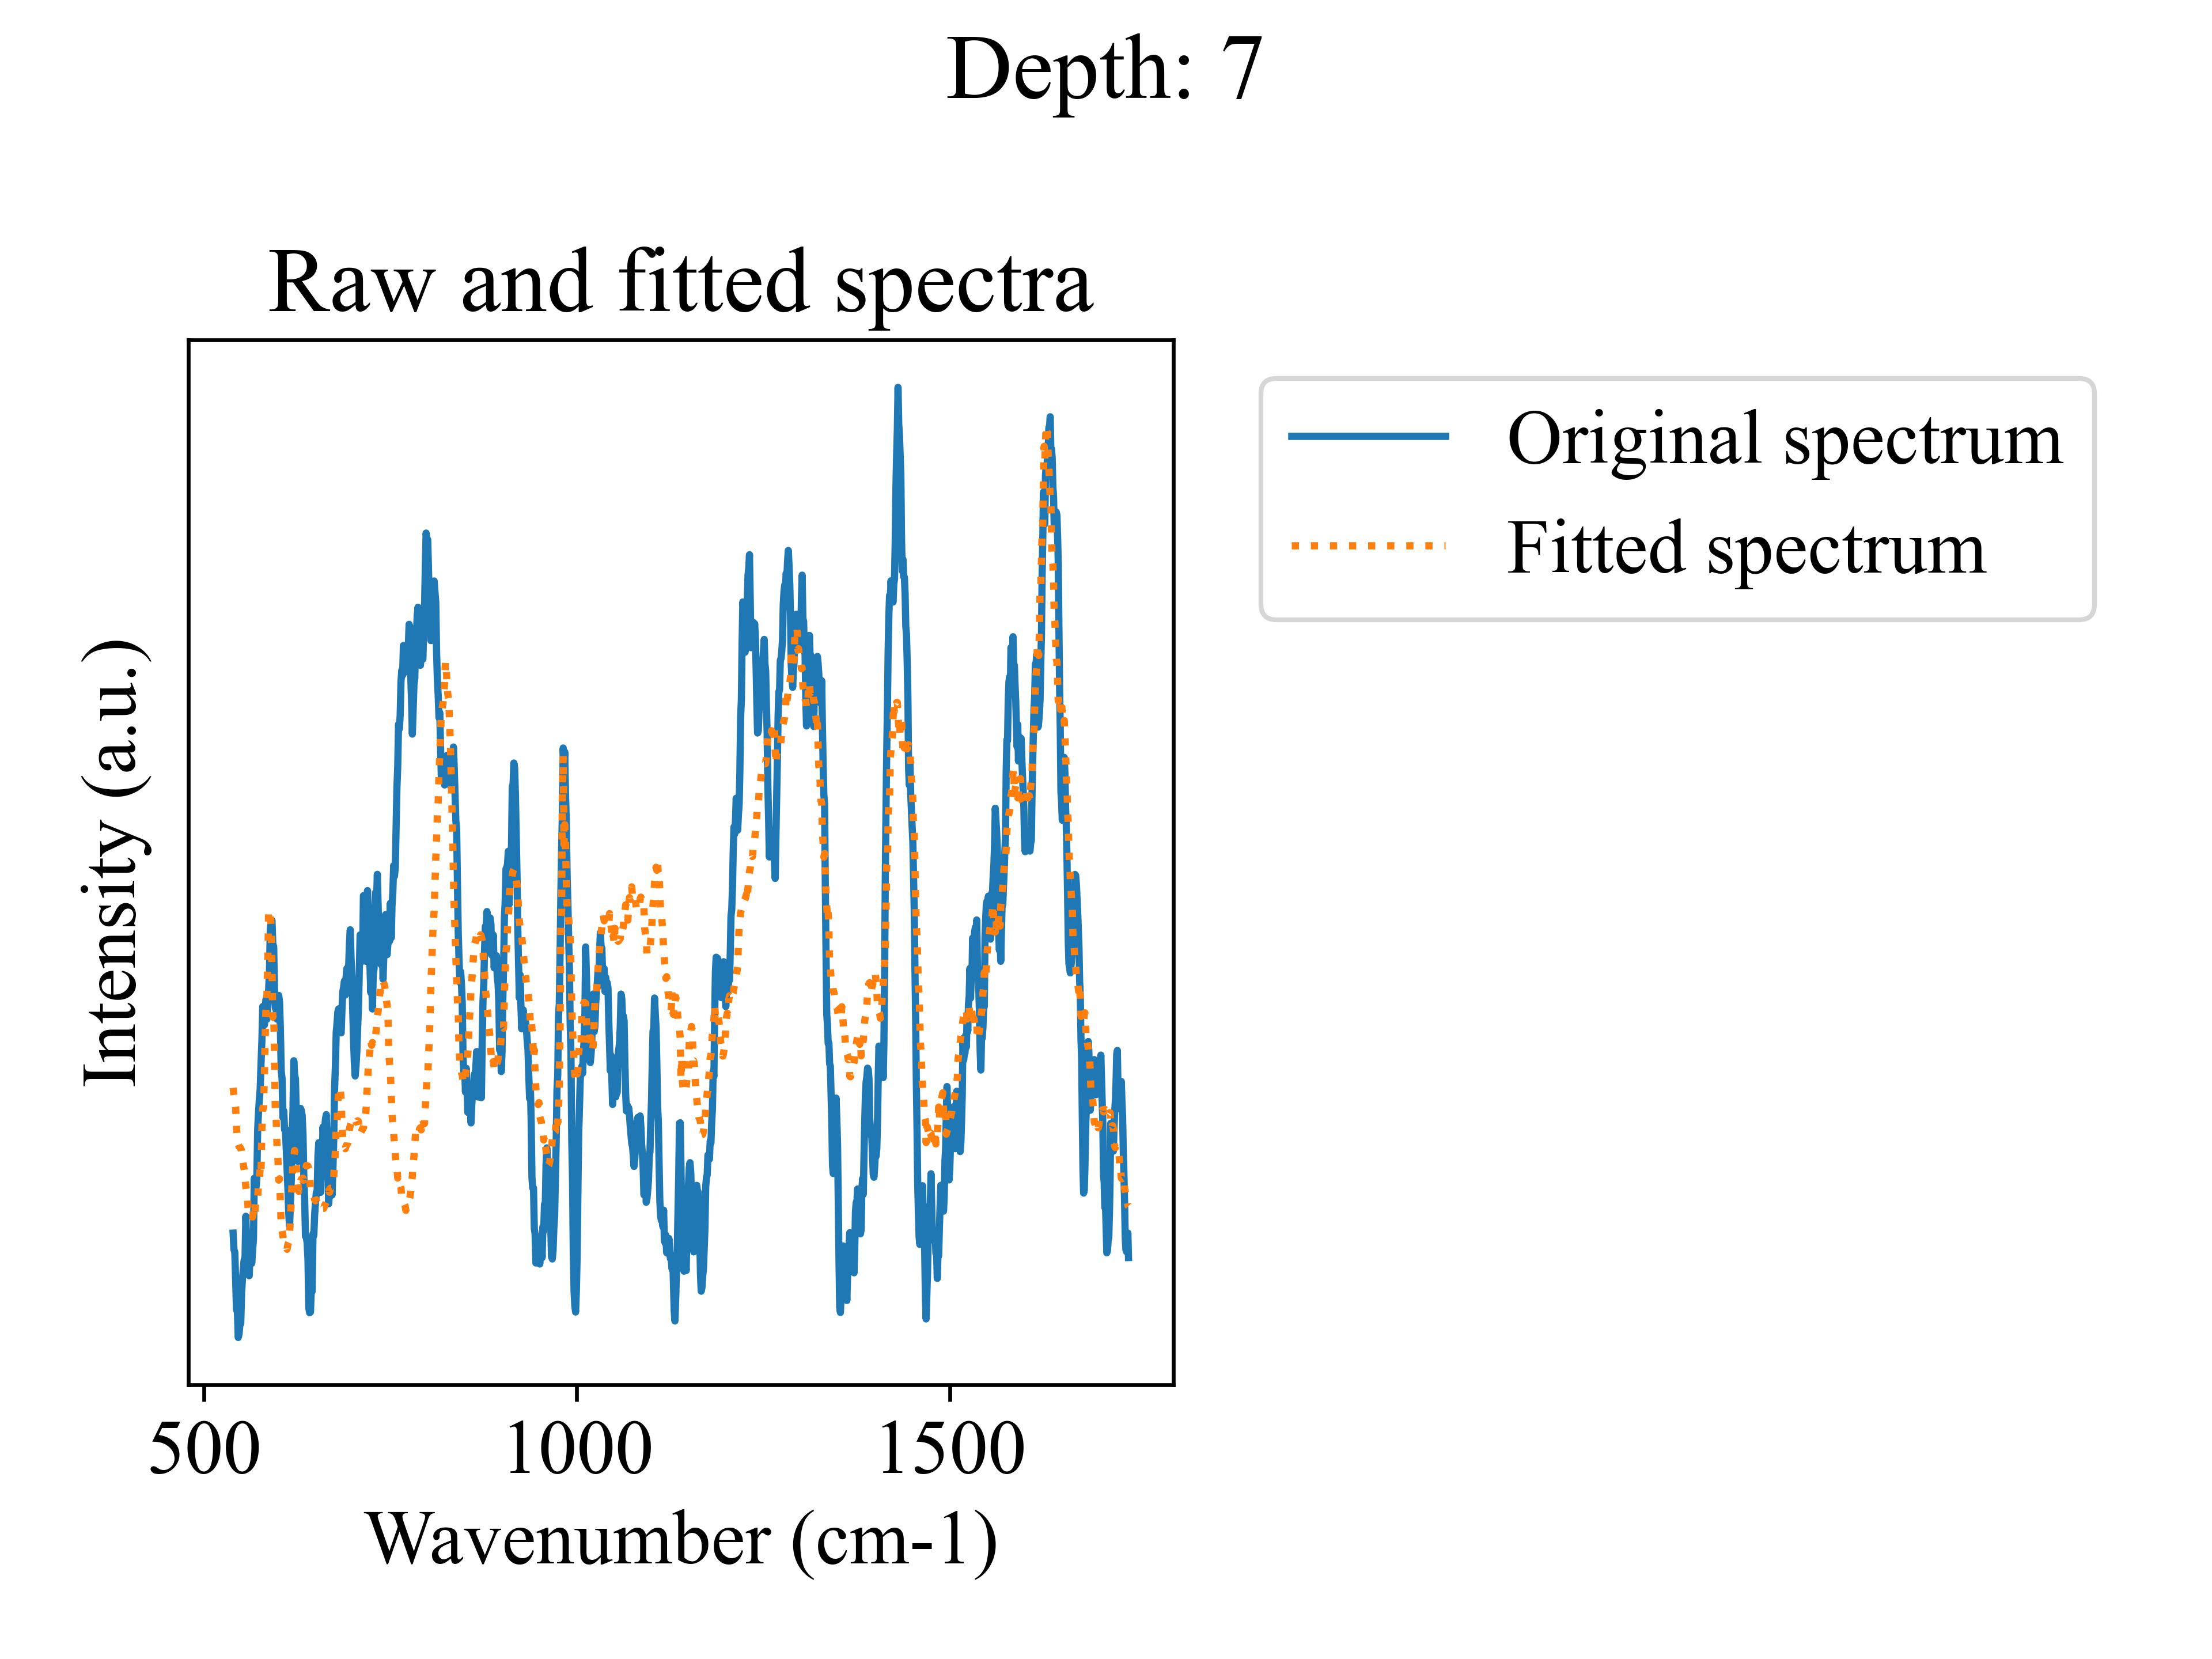 Depth: 7
Raw and fitted spectra
Original spectrum
Fitted spectrum
Intensity (a.u.)
500 1000 1500
Wavenumber (cm-1)